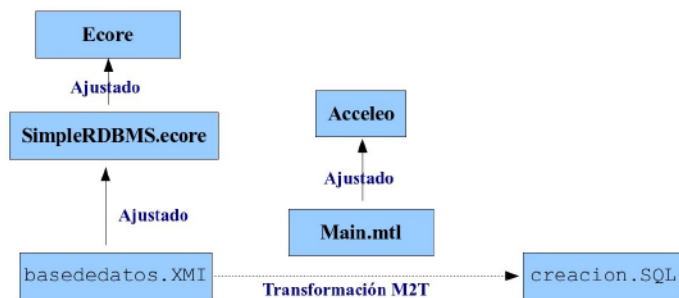 Ecore
Ajustado
SimpleRDBMS.ecore
Acceleo
Ajustado
Ajustado
Main.mtl
basededatos.XMI
Transformación M2T
creacion.SQL